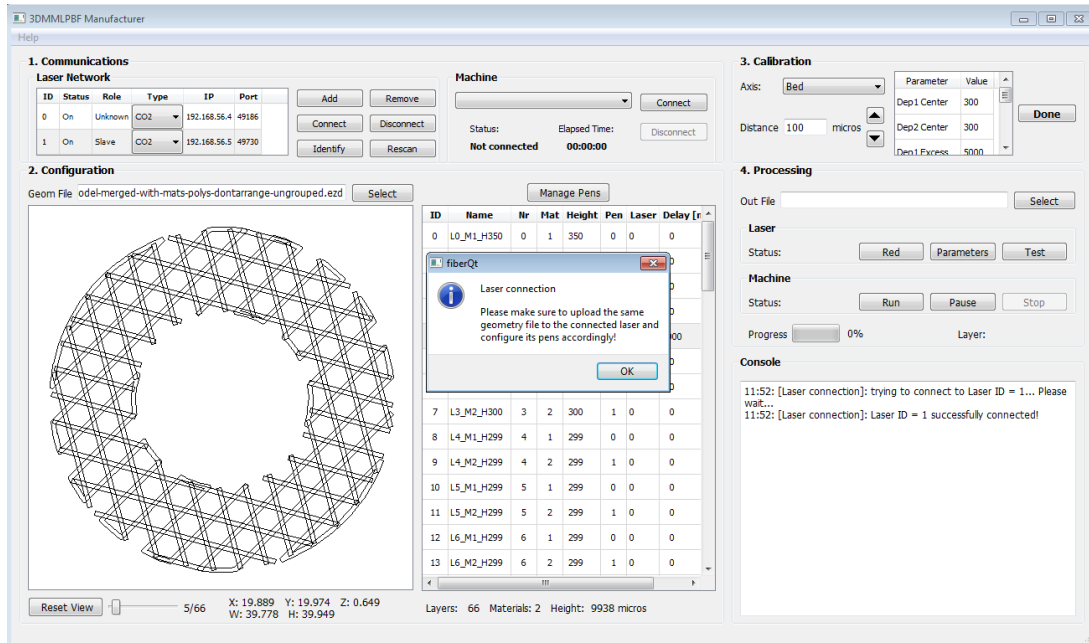 3DMMLPBF Manufacturer
Help
1. Communications
Laser Network
ID Status Role Type IP Port
0 On Unknown CO2 192.168.56.4 49186
1 On Slave CO2 192.168.56.5 49730
Add Remove
Connect Disconnect
Identify Rescan
Machine
Connect
Status: Elapsed Time: Disconnect
Not connected 00:00:00
2. Configuration
Geom File odel-merged-with-mats-polys-dontarrange-ungrouped.ezd Select
Manage Pens
ID Name Nr Mat Height Pen Laser Delay [
0 L0_M1_H350 0 1 350 0 0 0
7 L3_M2_H300 3 2 300 1 0 0
8 L4_M1_H299 4 1 299 0 0 0
9 L4_M2_H299 4 2 299 1 0 0
10 L5_M1_H299 5 1 299 0 0 0
11 L5_M2_H299 5 2 299 1 0 0
12 L6_M1_H299 6 1 299 0 0 0
13 L6_M2_H299 6 2 299 1 0 0
fiberQt
Laser connection
Please make sure to upload the same
geometry file to the connected laser and
configure its pens accordingly!
OK
Reset View 5/66 X: 19.889 Y: 19.974 Z: 0.649
W: 39.778 H: 39.949
Layers: 66 Materials: 2 Height: 9938 micros
3. Calibration
Axis: Bed
Distance 100 micros
Parameter Value
Dep1 Center 300
Dep2 Center 300
Dep1 Excess 5000
Done
4. Processing
Out File Select
Laser
Status: Red Parameters Test
Machine
Status: Run Pause Stop
Progress 0% Layer:
Console
11:52: [Laser connection]: trying to connect to Laser ID = 1... Please
wait...
11:52: [Laser connection]: Laser ID = 1 successfully connected!